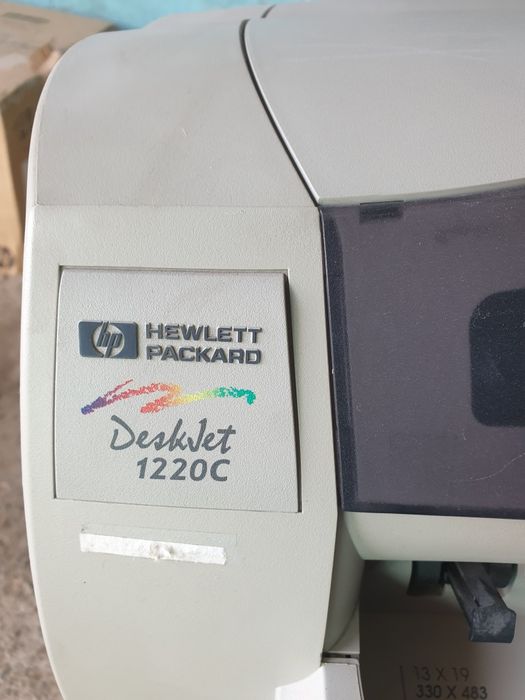 hp HEWLETT
PACKARD
DeskJet
1220C
13 X 19
330 X 483